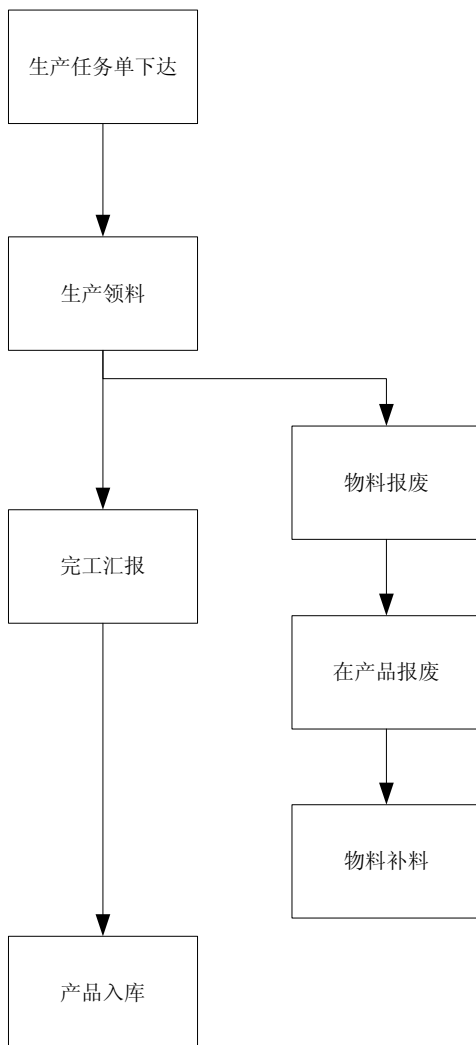 生产任务单下达
生产领料
物料报废
完工汇报
在产品报废
物料补料
产品入库